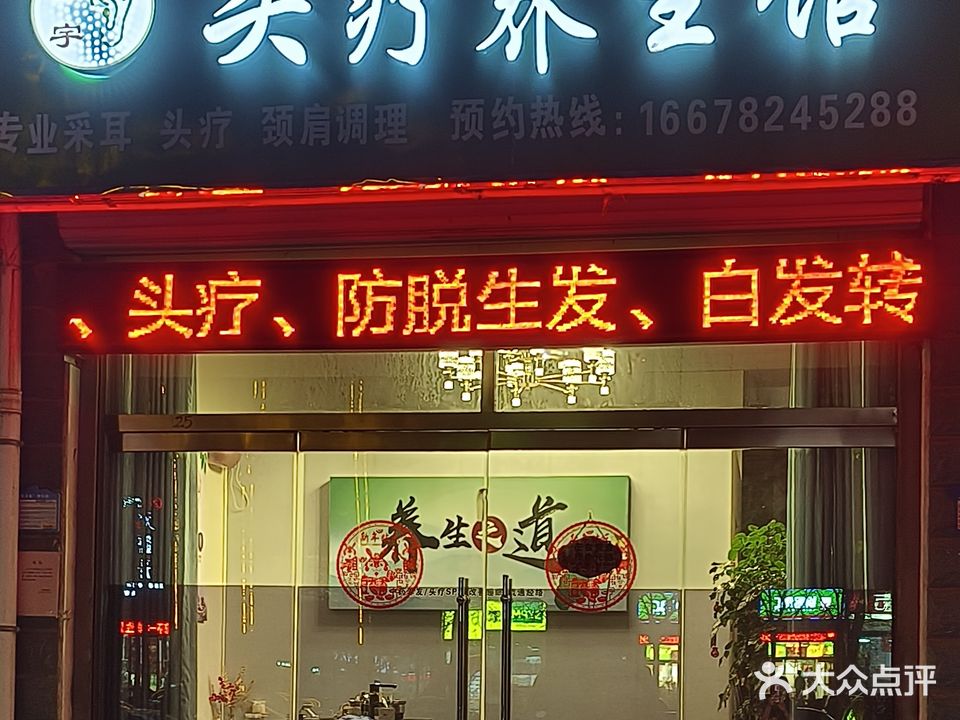 宇
头疗养生馆
专业采耳 头疗 颈肩调理 预约热线:16678245288
、头疗、防脱生发、白发转
25
养生之道
大众点评